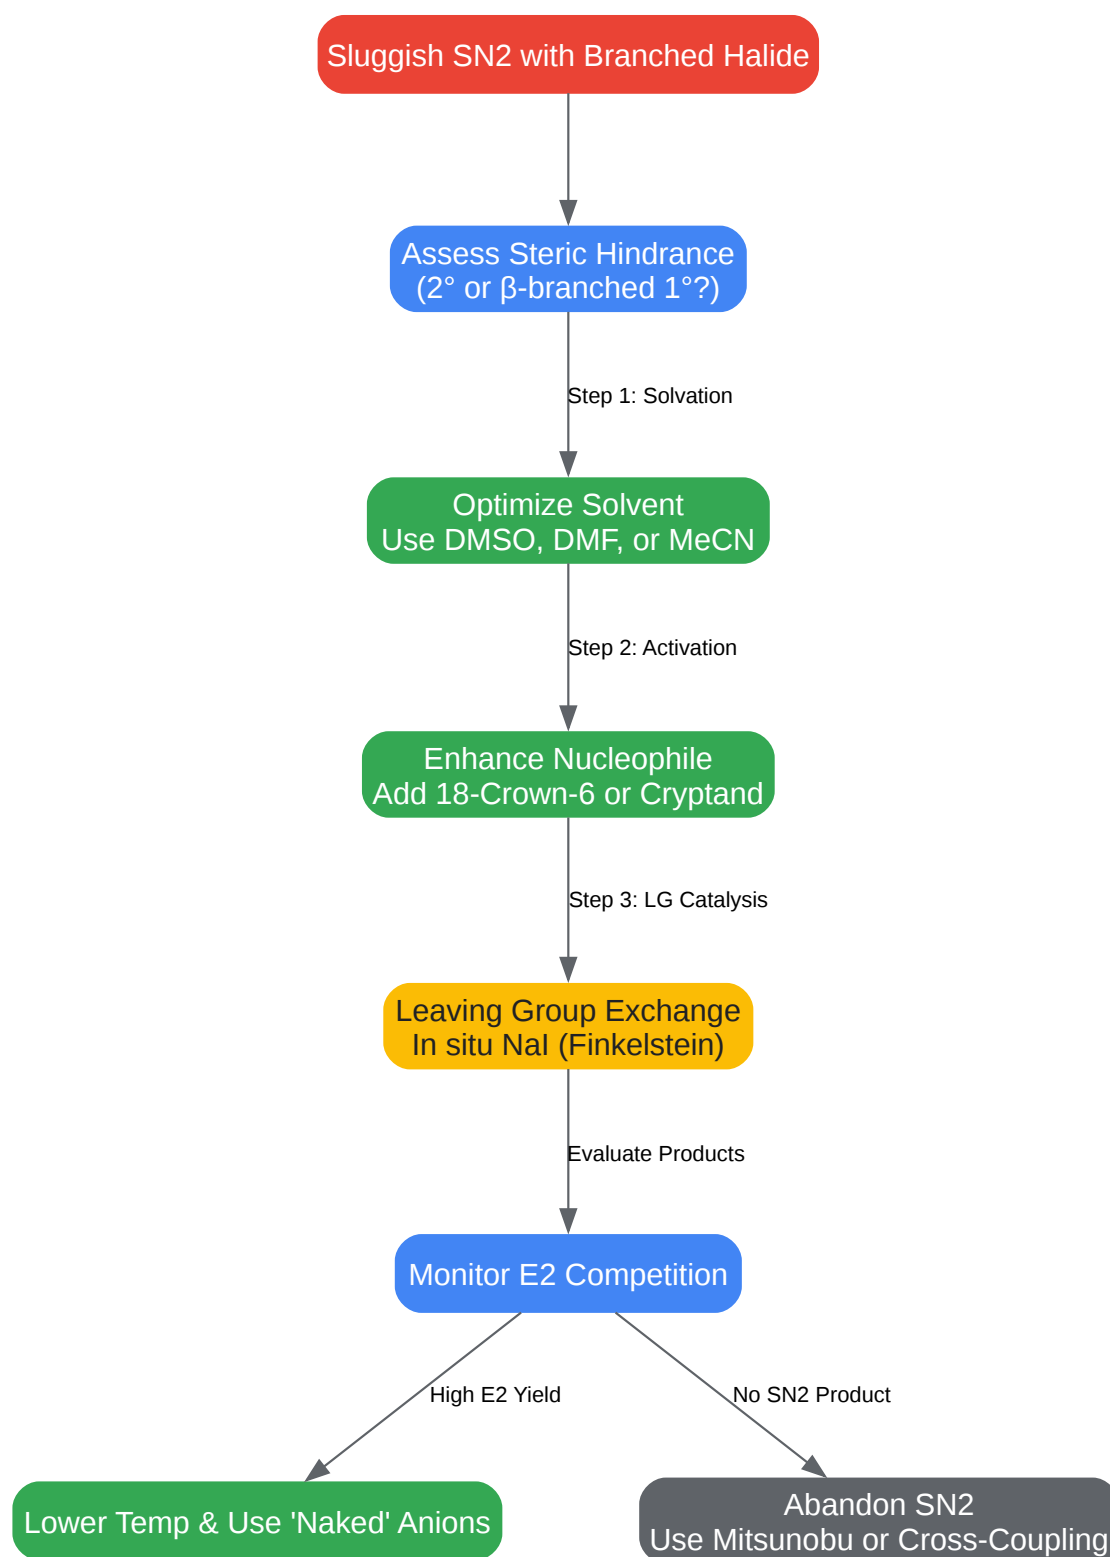 Sluggish SN2 with Branched Halide
Assess Steric Hindrance
(2° or β-branched 1°?)
Step 1: Solvation
Optimize Solvent
Use DMSO, DMF, or MeCN
Step 2: Activation
Enhance Nucleophile
Add 18-Crown-6 or Cryptand
Step 3: LG Catalysis
Leaving Group Exchange
In situ NaI (Finkelstein)
Evaluate Products
Monitor E2 Competition
High E2 Yield
No SN2 Product
Lower Temp & Use 'Naked' Anions
Abandon SN2
Use Mitsunobu or Cross-Coupling